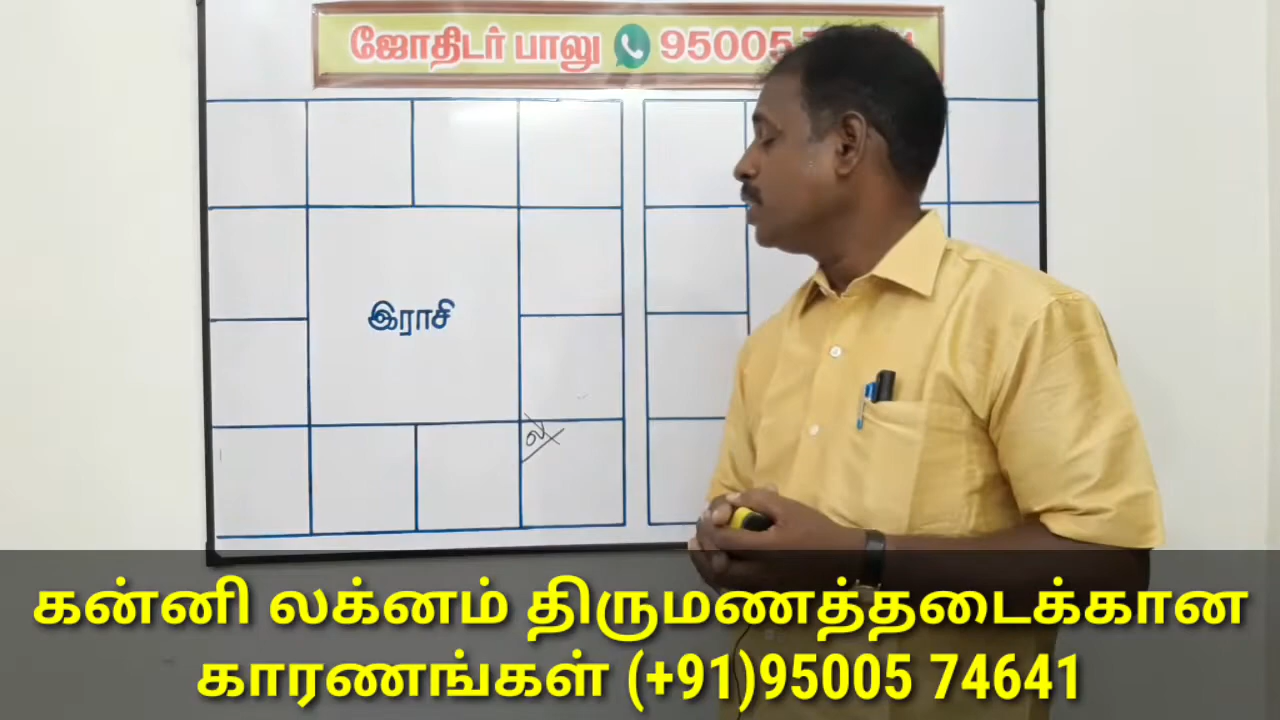 ஜோதிடர் பாலு 95005
இராசி
ல
கன்னி லக்னம் திருமணத்தடைக்கான
காரணங்கள் (+91)95005 74641